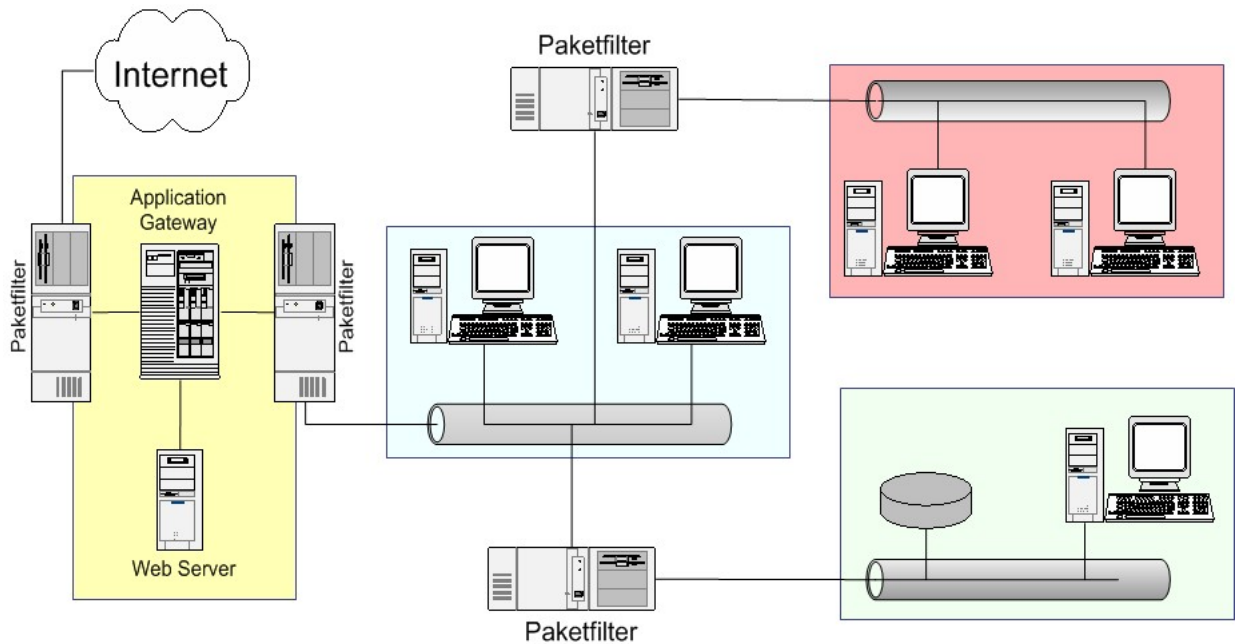 Paketfilter
Internet
Application
Gateway
Paketfilter
Paketfilter
Web Server
Paketfilter